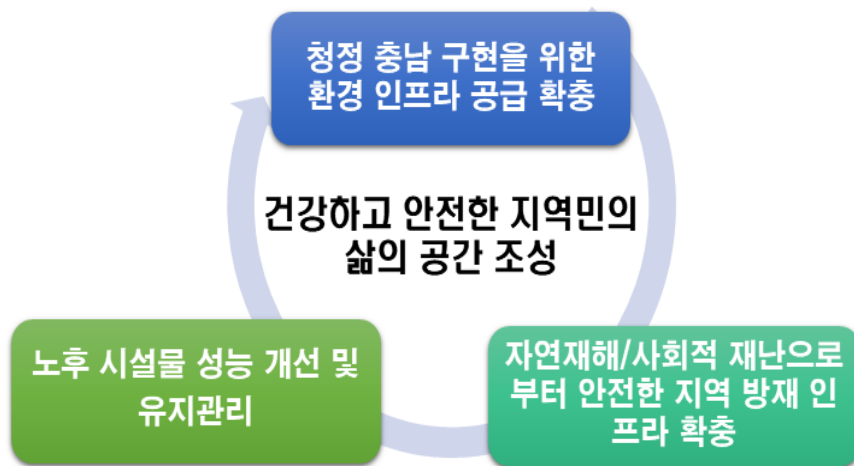 청정 충남 구현을 위한
환경 인프라 공급 확충
건강하고 안전한 지역민의
삶의 공간 조성
노후 시설물 성능 개선 및
유지관리
자연재해/사회적 재난으로
부터 안전한 지역 방재 인
프라 확충